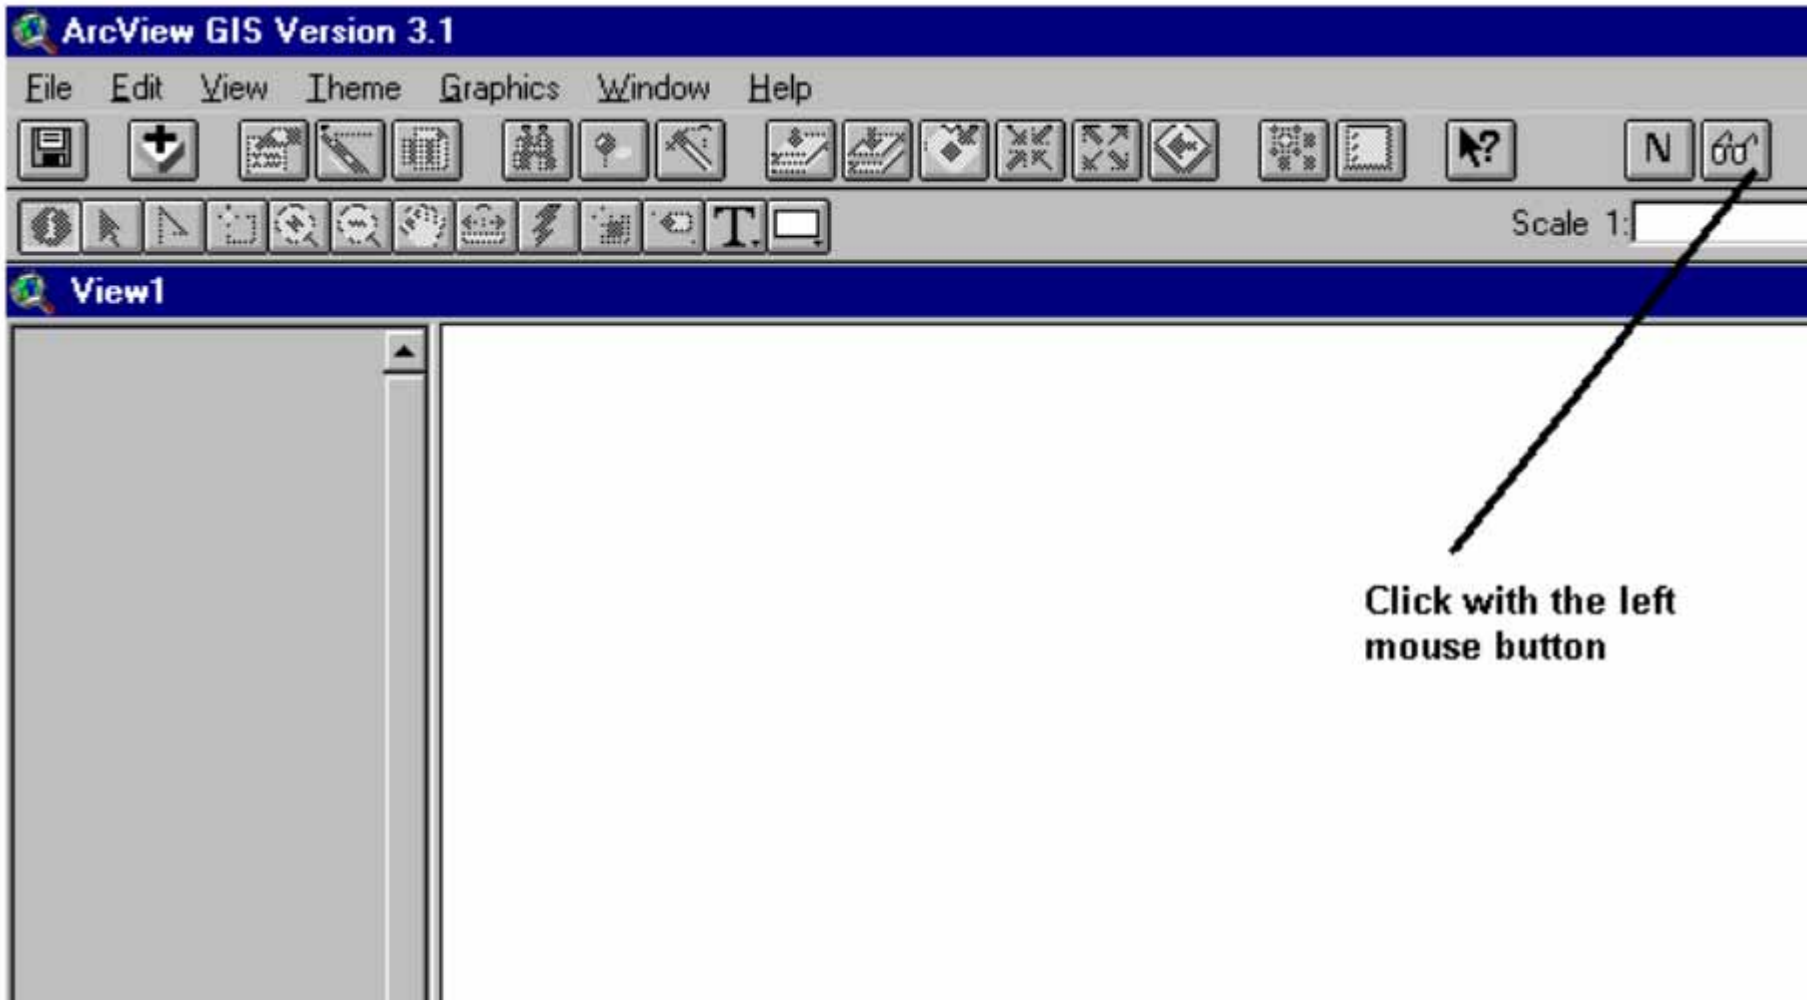 ArcView GIS Version 3.1
File Edit View Theme Graphics Window Help
?
N
T
Scale 1:
View1
Click with the left
mouse button